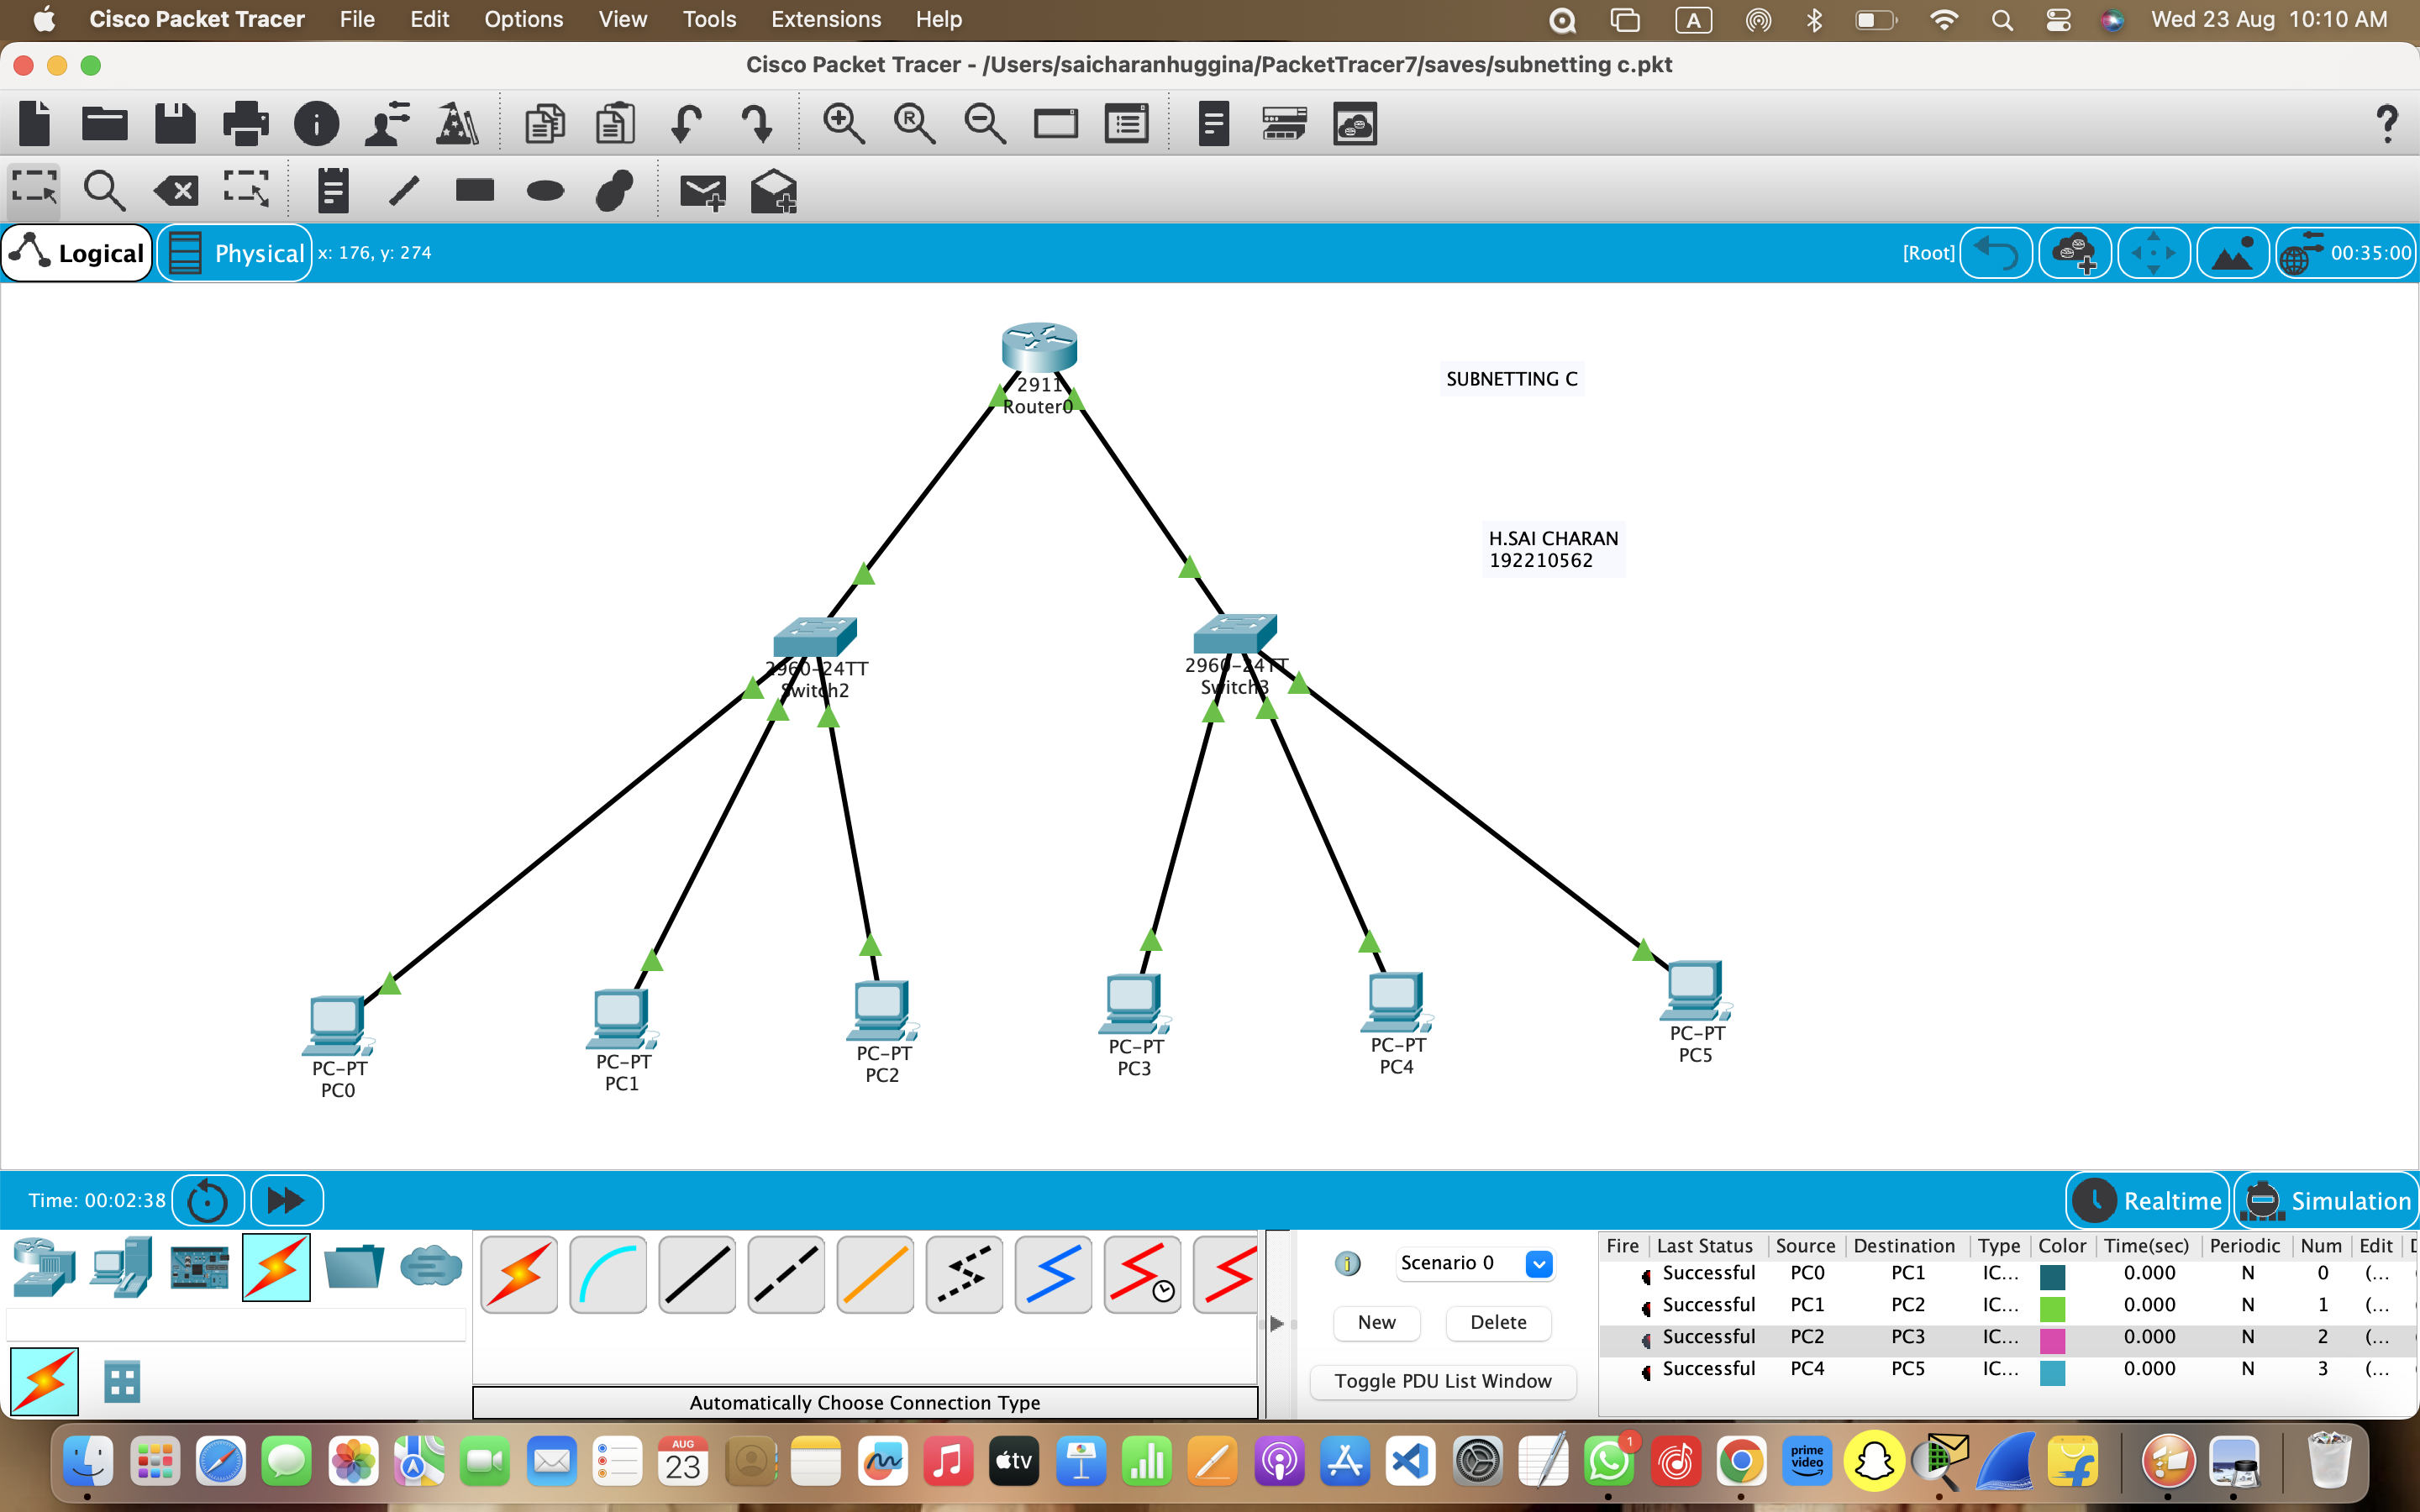 Cisco Packet Tracer File Edit Options View Tools Extensions Help
A
Wed 23 Aug 10:10 AM
Cisco Packet Tracer - /Users/saicharanhuggina/PacketTracer7/saves/subnetting c.pkt
R
?
Logical
Physical
x: 176, y: 274
[Root]
00:35:00
2911
Router0
SUBNETTING C
H.SAI CHARAN
192210562
2960-24TT
Switch2
2960-24TT
Switch3
PC-PT
PC0
PC-PT
PC1
PC-PT
PC2
PC-PT
PC3
PC-PT
PC4
PC-PT
PC5
Time: 00:02:38
Realtime
Simulation
Scenario 0
New
Delete
Toggle PDU List Window
Automatically Choose Connection Type
Fire Last Status Source Destination Type Color Time(sec) Periodic Num Edit
Successful PC0 PC1 IC... 0.000 N 0 (...
Successful PC1 PC2 IC... 0.000 N 1 (...
Successful PC2 PC3 IC... 0.000 N 2 (...
Successful PC4 PC5 IC... 0.000 N 3 (...
AUG
23
tv
1
prime
video